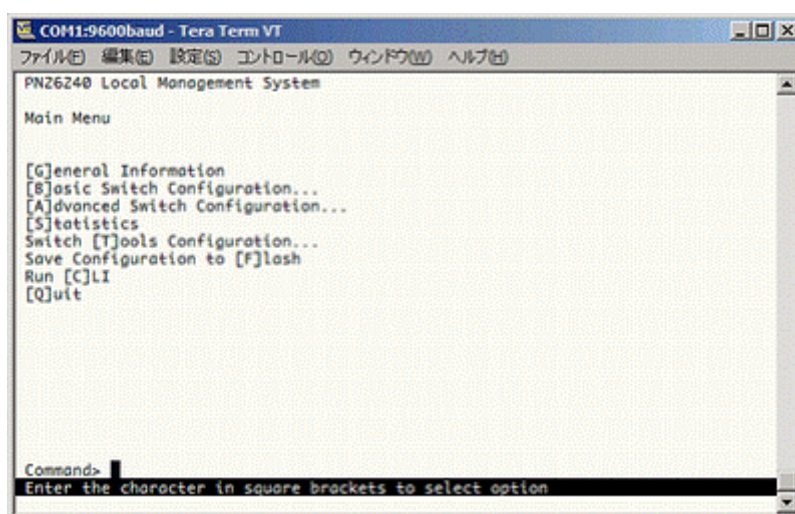 COM1:9600baud - Tera Term VT
ファイル(F) 編集(E) 設定(S) コントロール(O) ウィンドウ(W) ヘルプ(H)
PN26240 Local Management System
Main Menu
[G]eneral Information
[B]asic Switch Configuration...
[A]dvanced Switch Configuration...
[S]tatistics
Switch [T]ools Configuration...
Save Configuration to [F]lash
Run [C]LI
[Q]uit
Command>
Enter the character in square brackets to select option